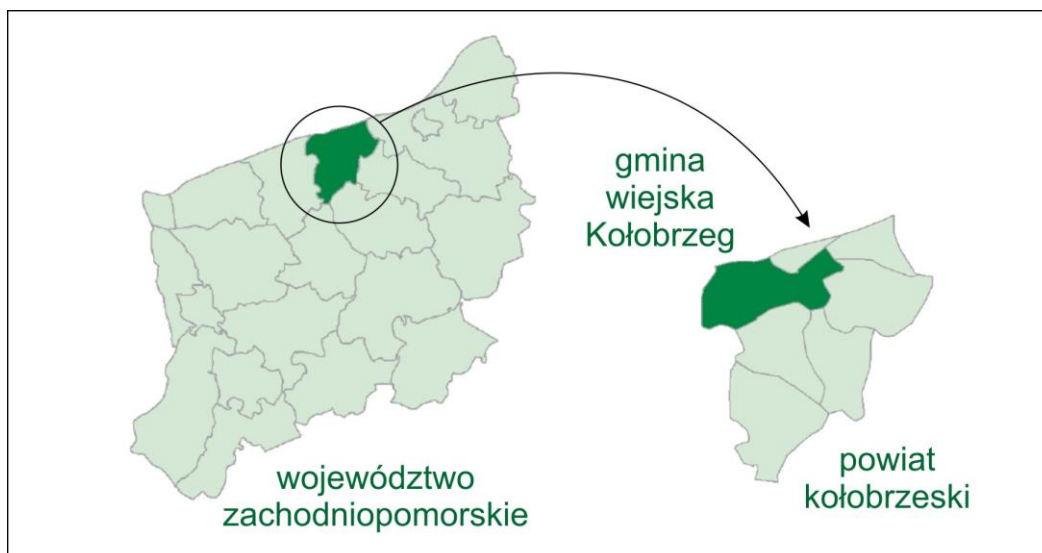 gmina
wiejska
Kołobrzeg
województwo
zachodniopomorskie
powiat
kołobrzeski